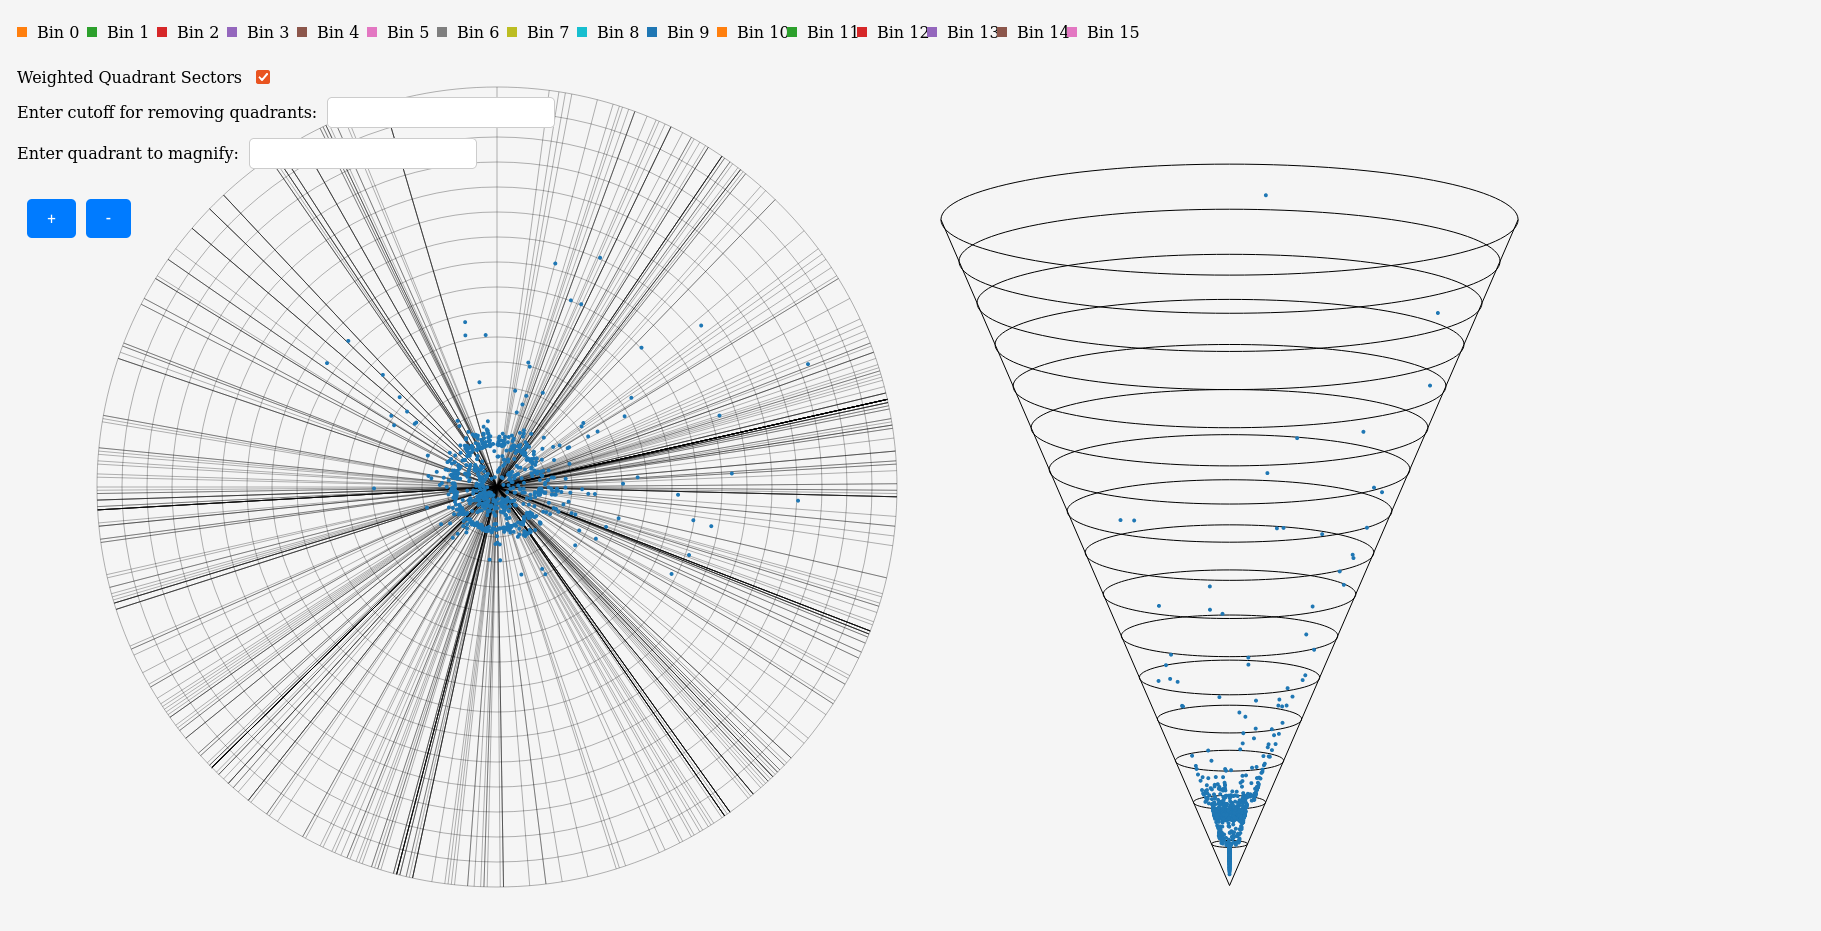 Bin 0 Bin 1 Bin 2 Bin 3 Bin 4 Bin 5 Bin 6 Bin 7 Bin 8 Bin 9 Bin 10 Bin 11 Bin 12 Bin 13 Bin 14 Bin 15
Weighted Quadrant Sectors
Enter cutoff for removing quadrants:
Enter quadrant to magnify:
+ -